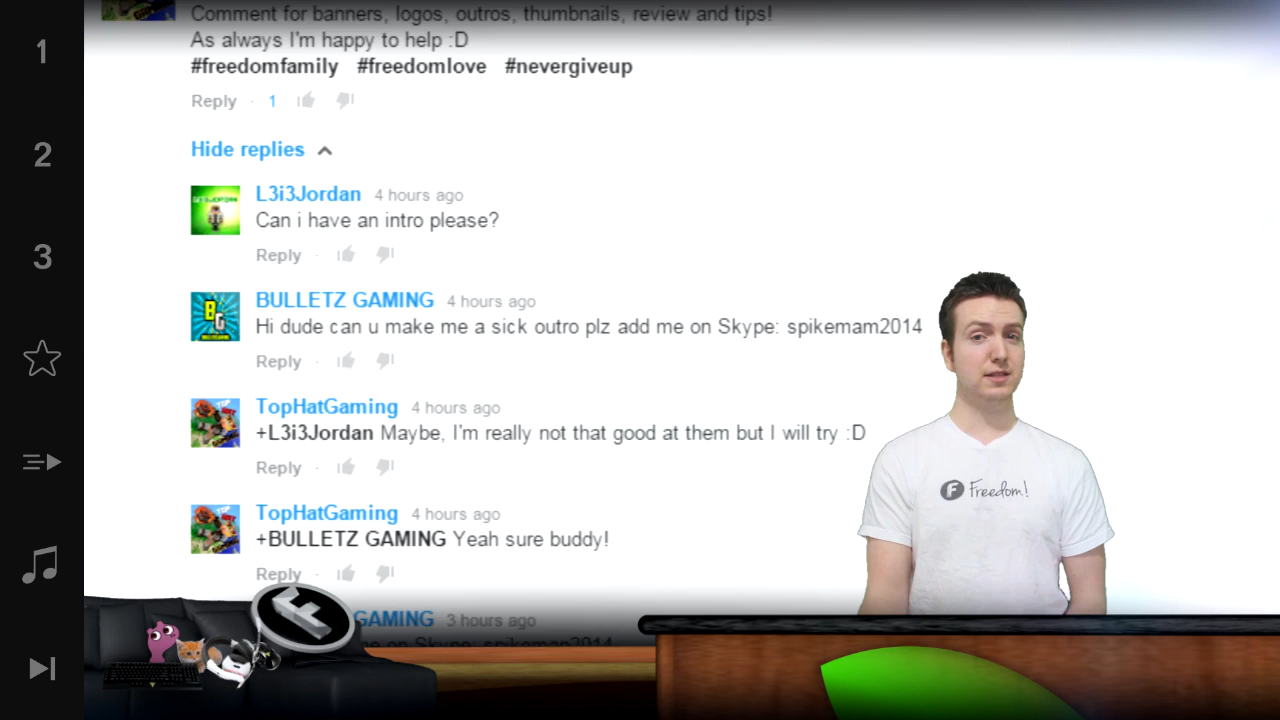 Comment for banners, logos, outros, thumbnails, review and tips!
As always I'm happy to help :D
#freedomfamily #freedomlove #nevergiveup
Reply · 1
Hide replies
L3i3Jordan 4 hours ago
Can i have an intro please?
Reply ·
BULLETZ GAMING 4 hours ago
Hi dude can u make me a sick outro plz add me on Skype: spikemam2014
Reply ·
TopHatGaming 4 hours ago
+L3i3Jordan Maybe, I'm really not that good at them but I will try :D
Reply ·
TopHatGaming 4 hours ago
+BULLETZ GAMING Yeah sure buddy!
Reply ·
GAMING 3 hours ago
me on Skype: spikeman2014
1
2
3
F Freedom!
F